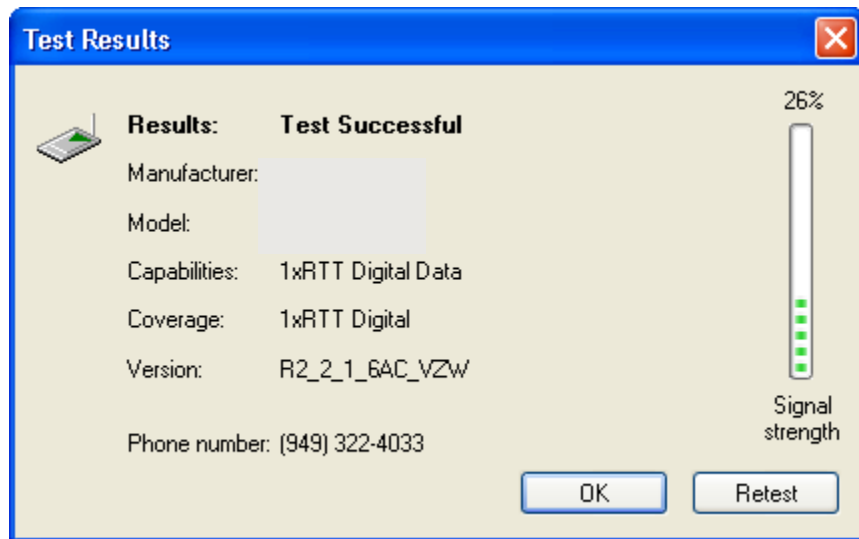 Test Results
26%
Results: Test Successful
Manufacturer:
Model:
Capabilities: 1xRTT Digital Data
Coverage: 1xRTT Digital
Version: R2_2_1_6AC_VZW
Signal
strength
Phone number: (949) 322-4033
OK Retest